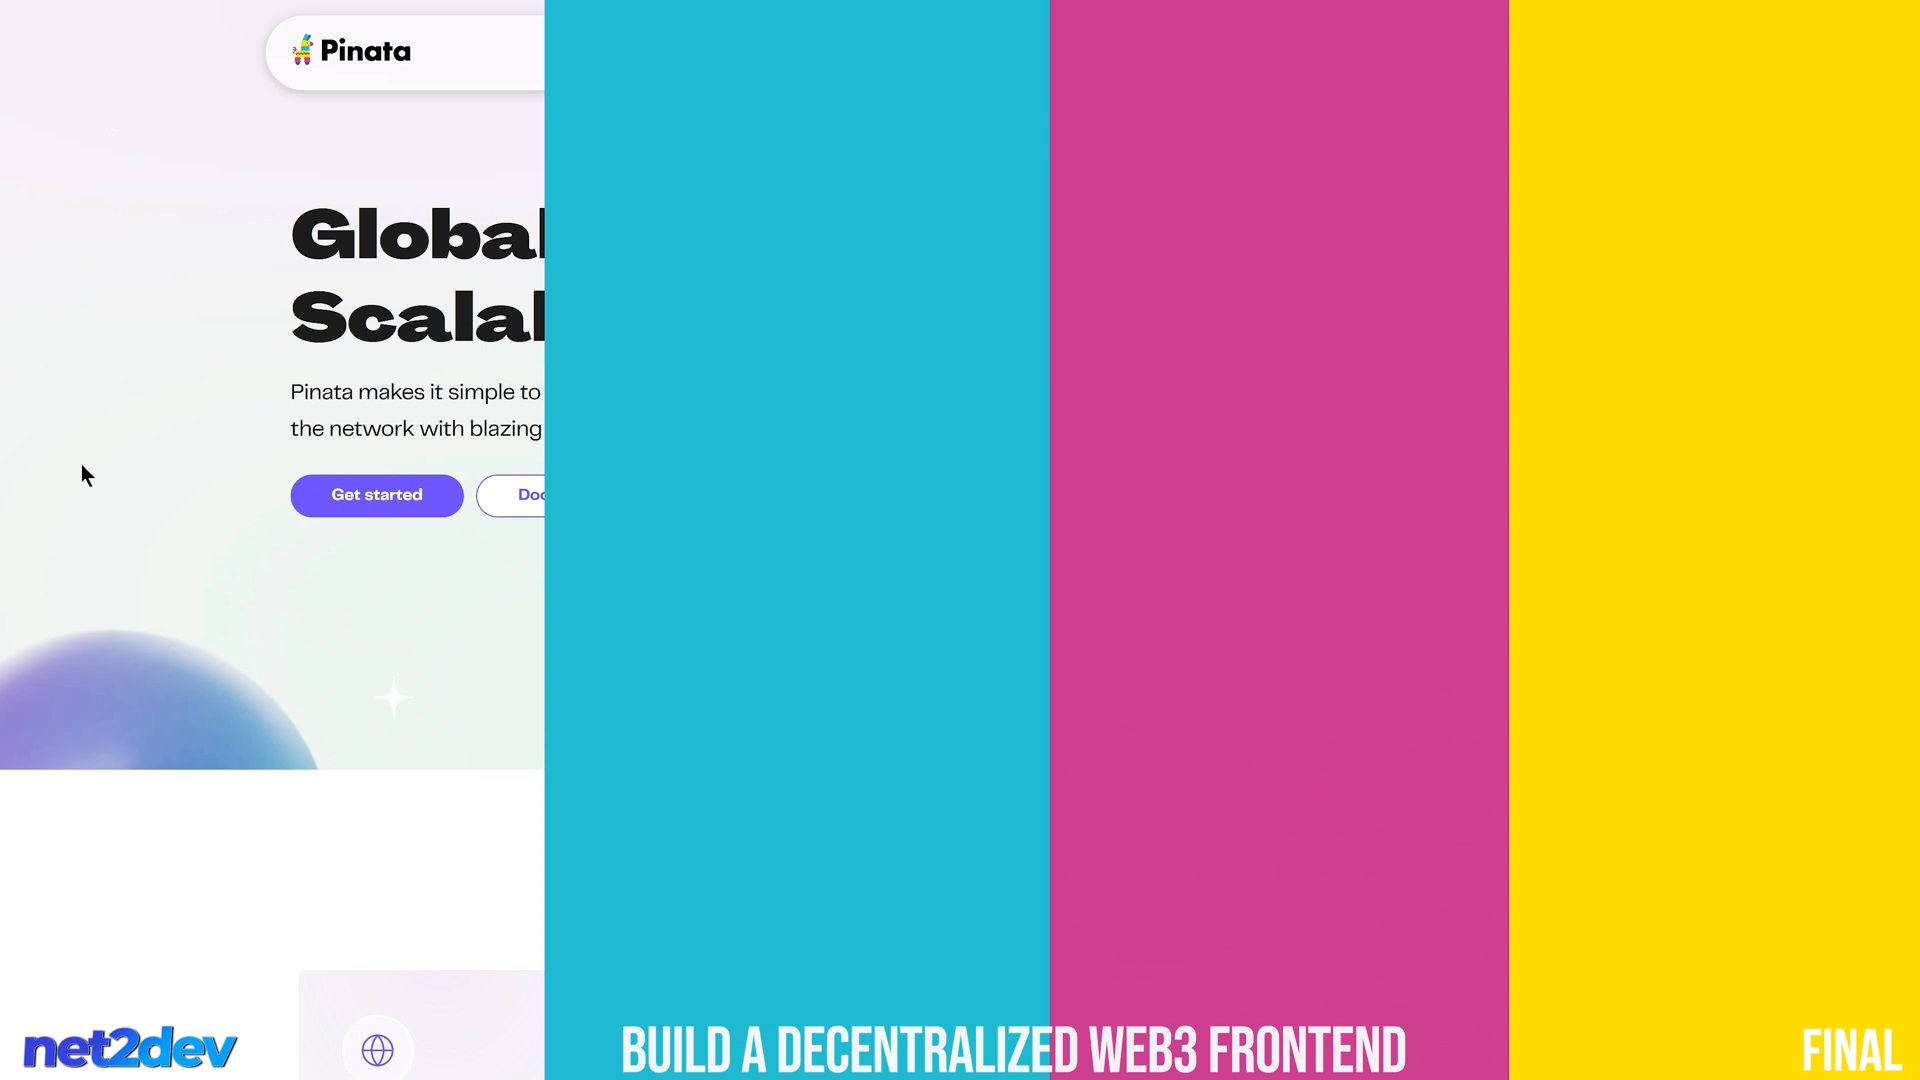 Pinata
Global
Scalal
Pinata makes it simple to
the network with blazing
Get started
Doc
net2dev
BUILD A DECENTRALIZED WEB3 FRONTEND
FINAL